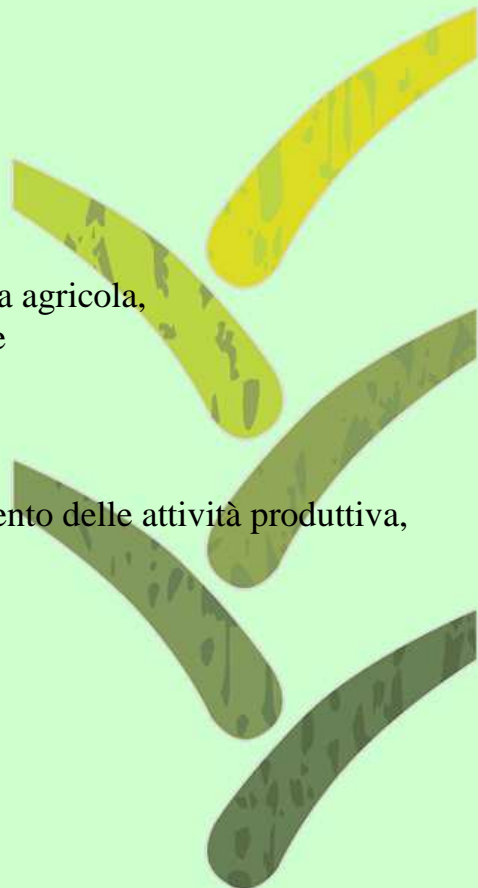 a agricola,
e
ento delle attività produttiva,